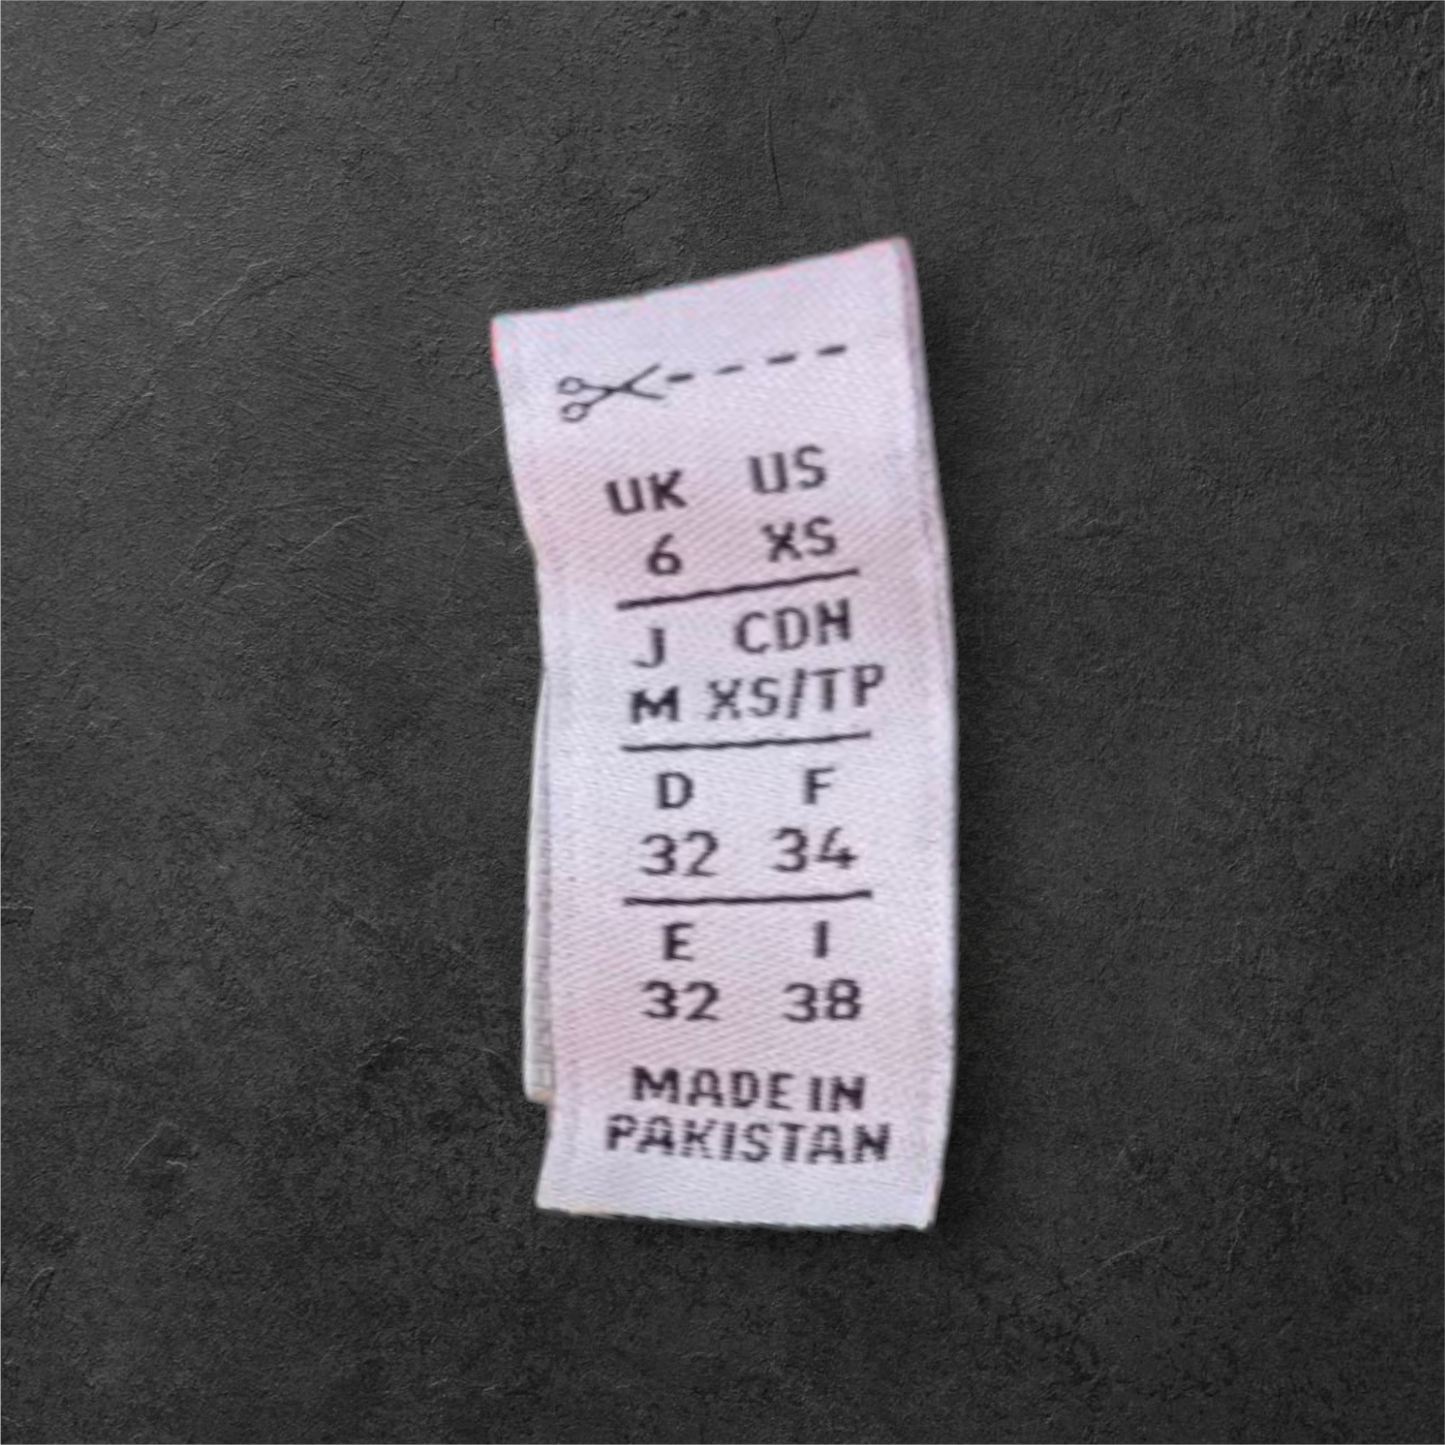 UK US
6 XS
J CDN
M XS/TP
D F
32 34
E I
32 38
MADE IN
PAKISTAN